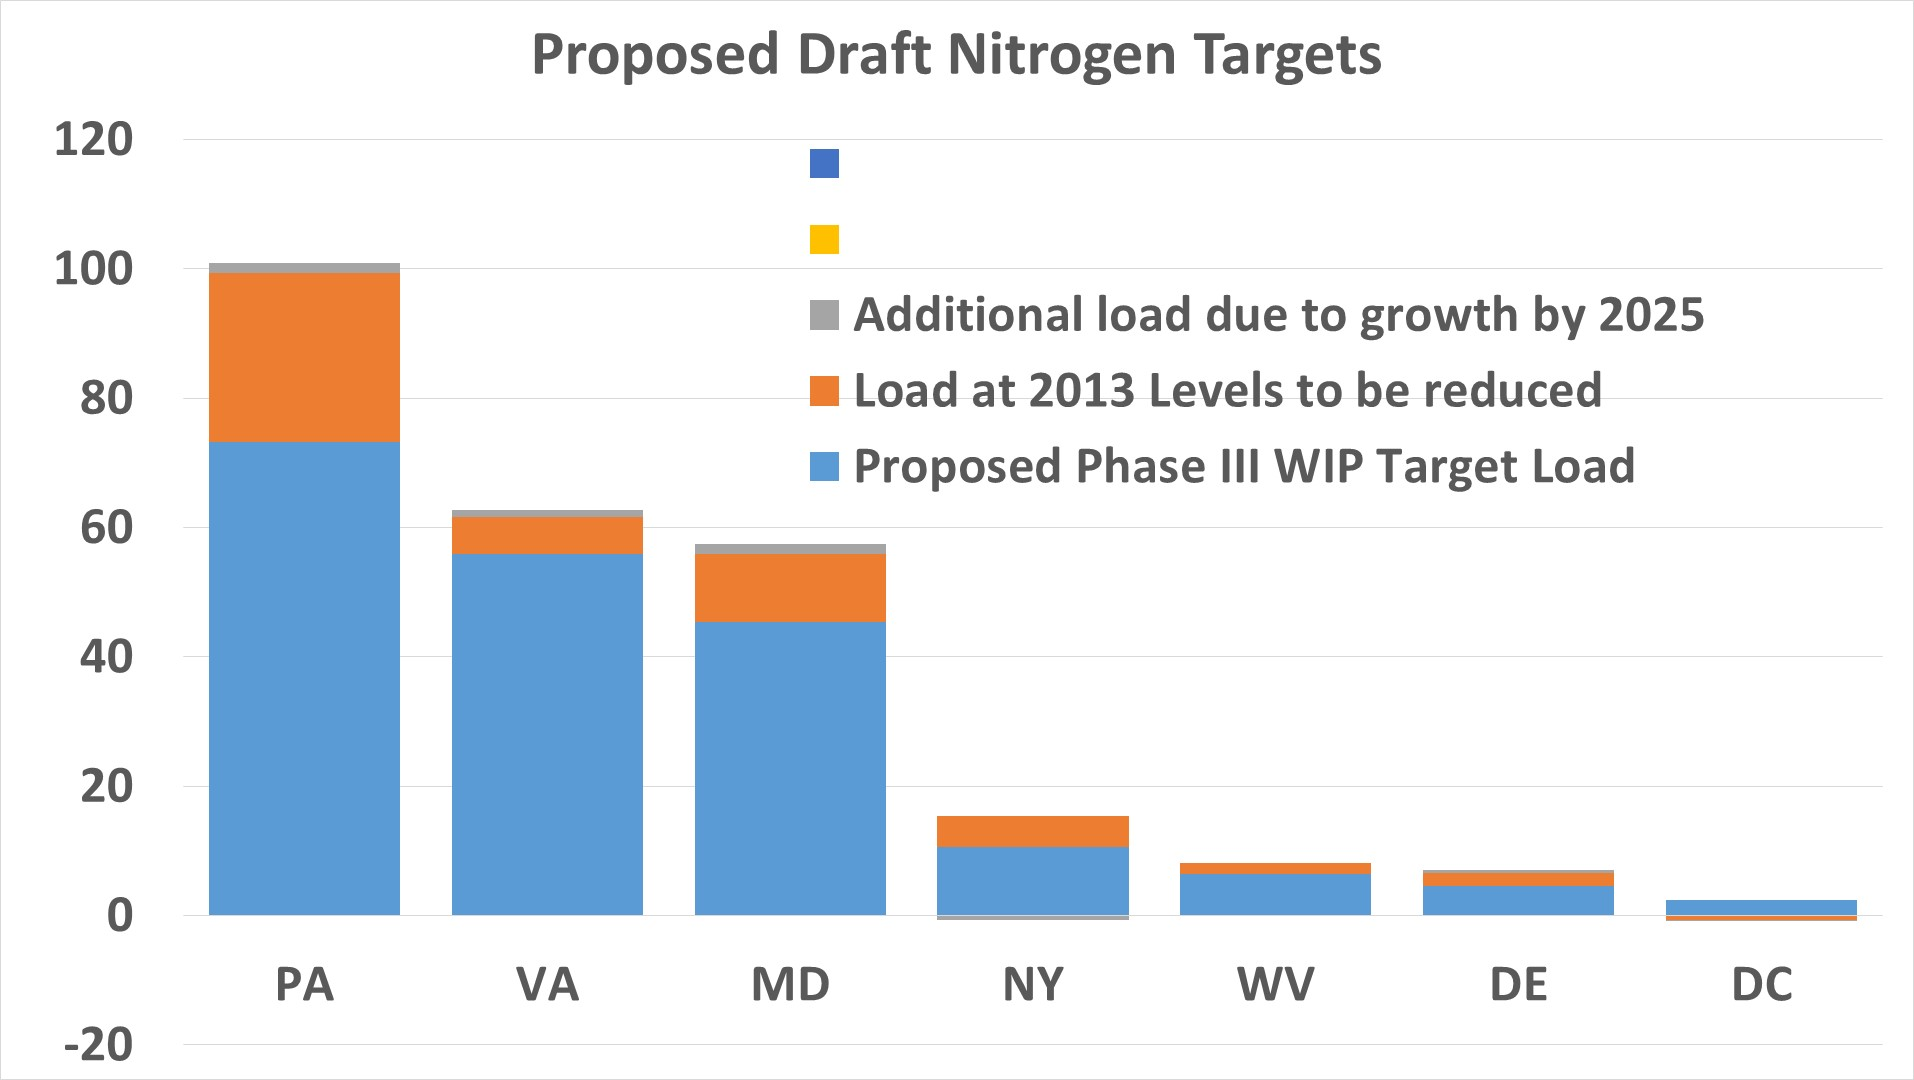 Proposed Draft Nitrogen Targets
120
100
80
60
40
20
0
-20
Additional load due to growth by 2025
Load at 2013 Levels to be reduced
Proposed Phase III WIP Target Load
PA VA MD NY WV DE DC